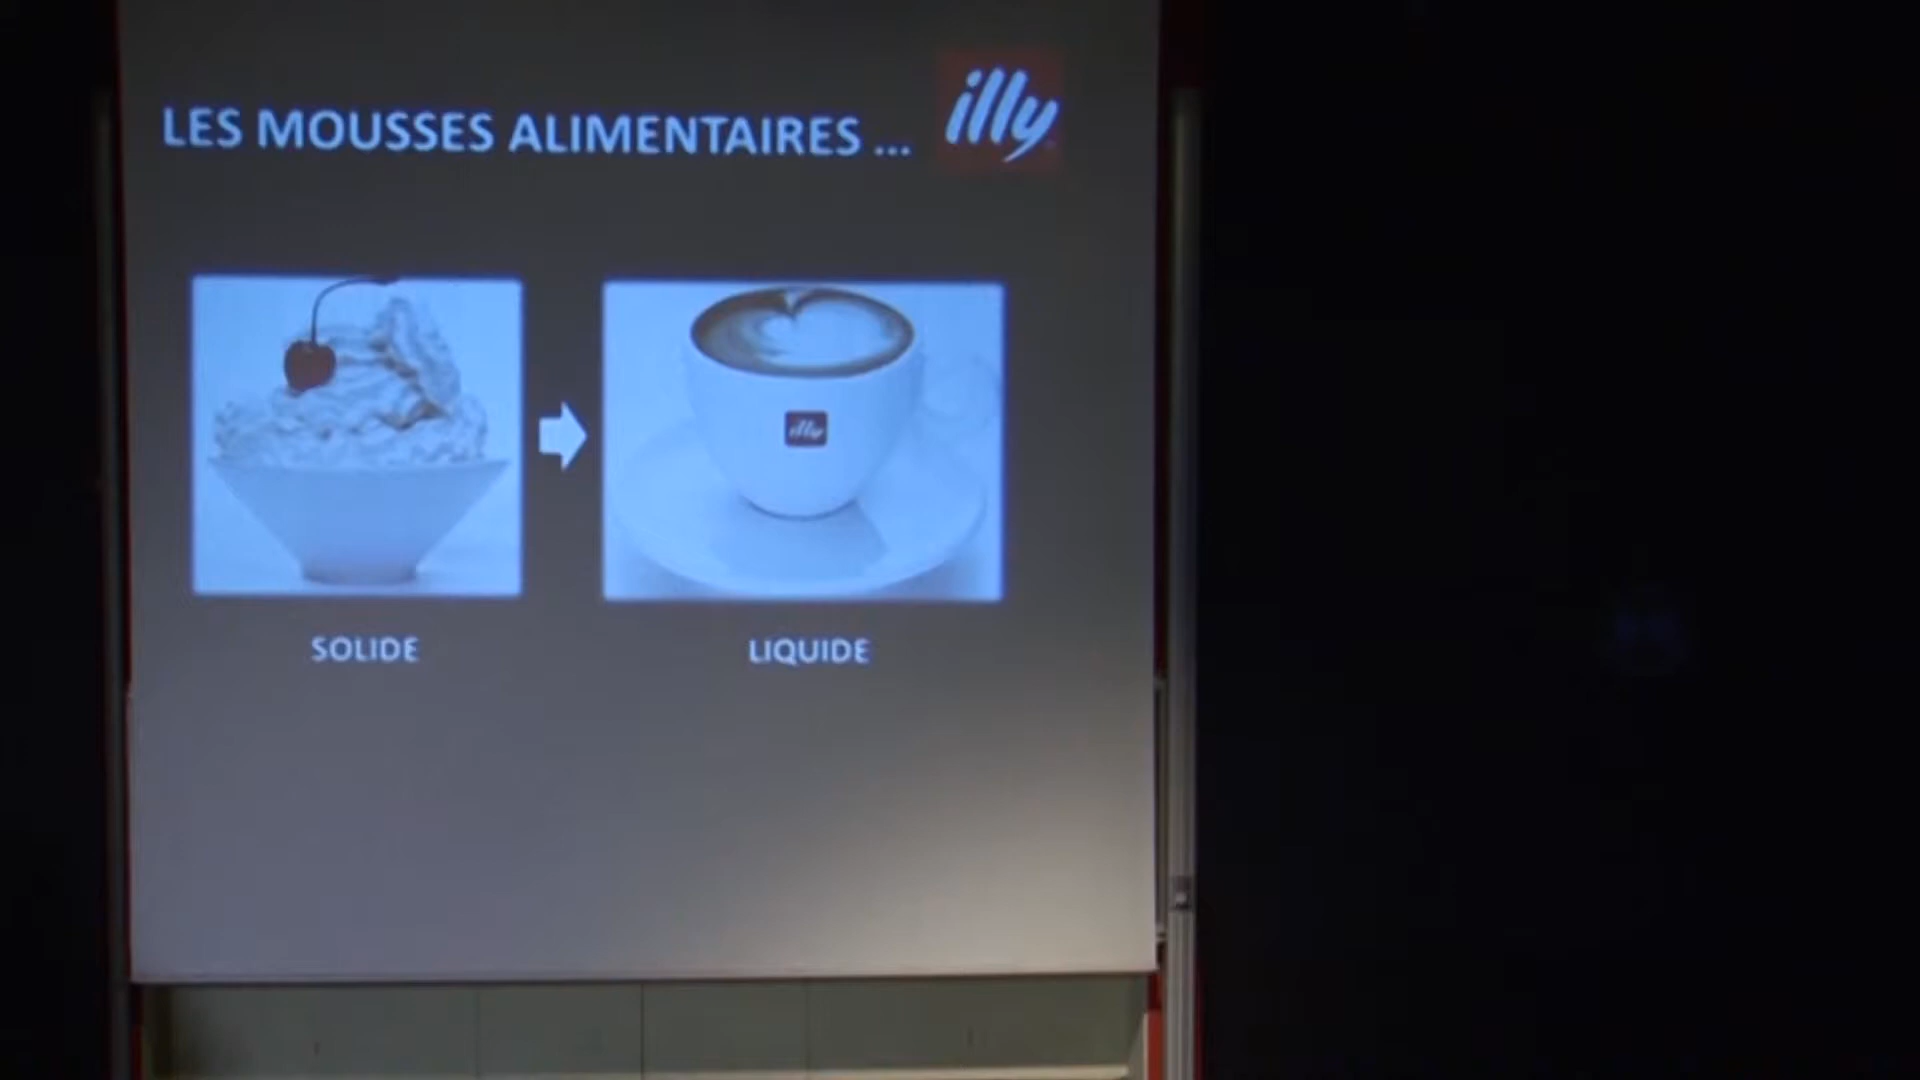 LES MOUSSES ALIMENTAIRES ...
illy
illy
SOLIDE
LIQUIDE